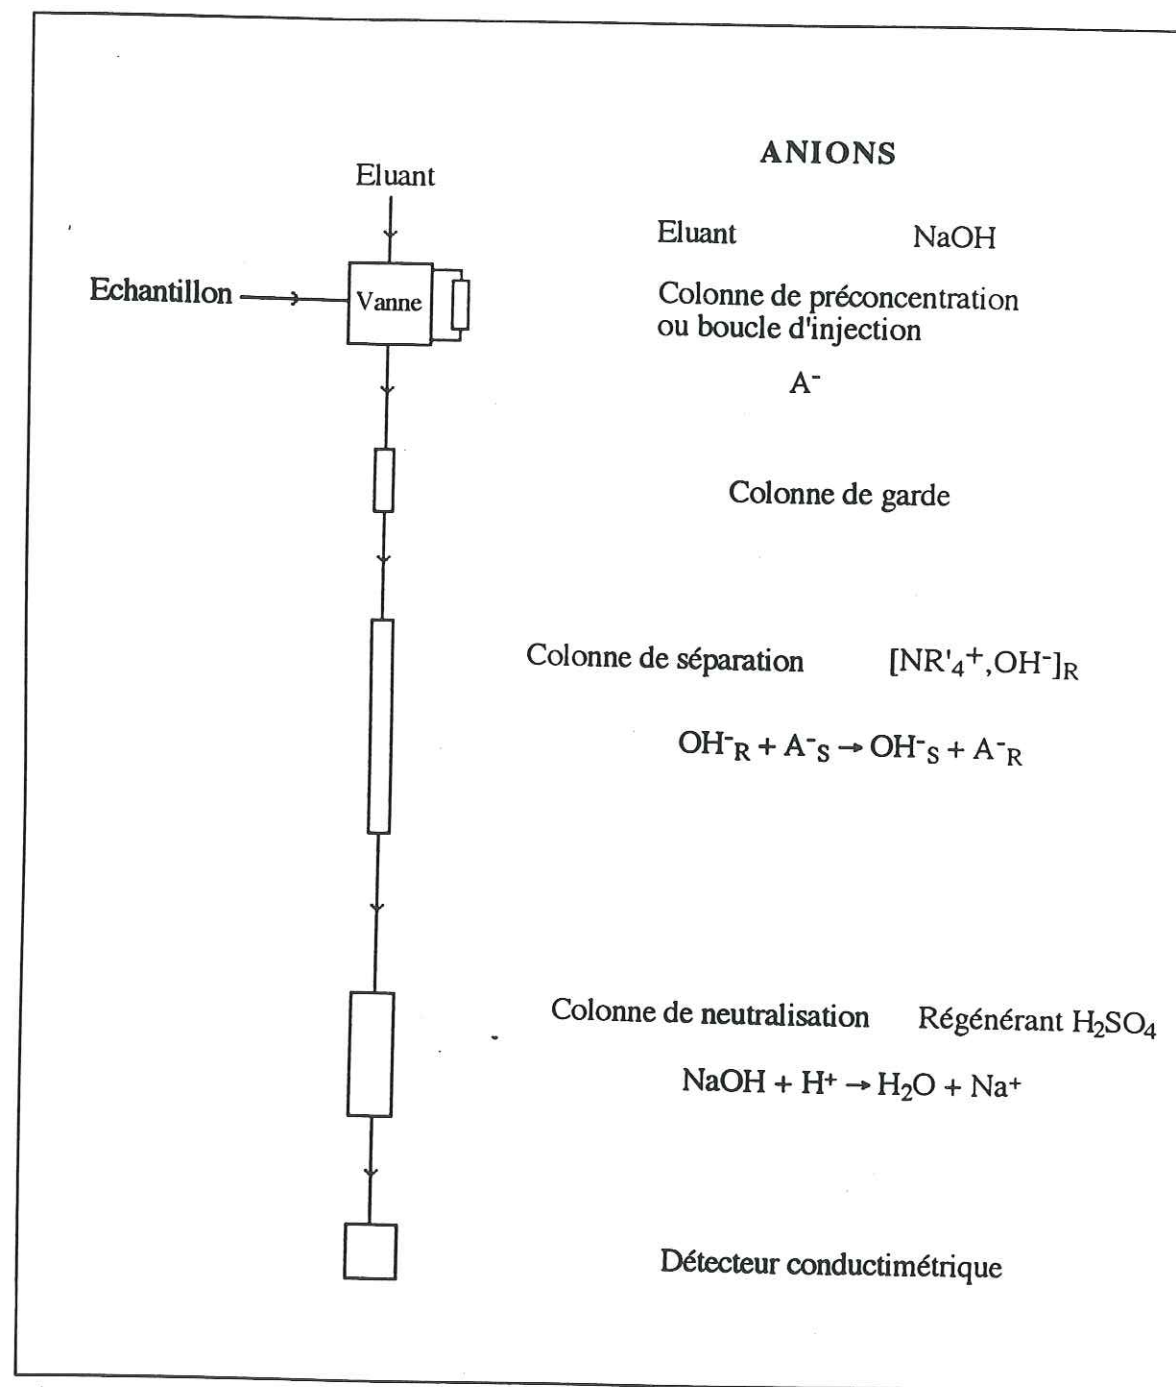 ANIONS
Eluant
Eluant NaOH
Echantillon
Vanne
Colonne de préconcentration
ou boucle d'injection
A⁻
Colonne de garde
Colonne de séparation [NR'₄⁺,OH⁻]R
OH⁻R + A⁻S → OH⁻S + A⁻R
Colonne de neutralisation Régénérant H₂SO₄
NaOH + H⁺ → H₂O + Na⁺
Détecteur conductimétrique